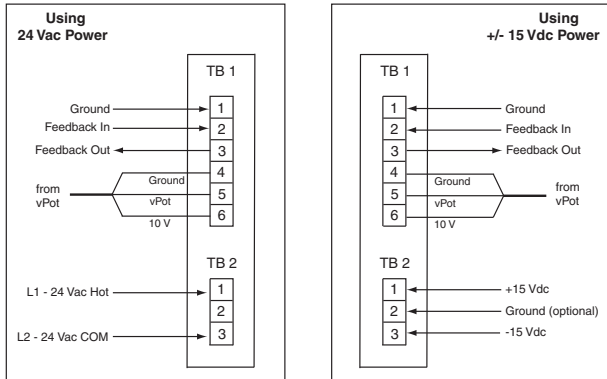 Using
24 Vac Power
TB 1
Ground
1
Feedback In
2
Feedback Out
3
4
Ground
from
vPot
5
vPot
6
10 V
TB 2
L1 - 24 Vac Hot
1
2
L2 - 24 Vac COM
3
Using
+/- 15 Vdc Power
TB 1
1
Ground
2
Feedback In
3
Feedback Out
4
Ground
5
vPot
from
vPot
6
10 V
TB 2
1
+15 Vdc
2
Ground (optional)
3
-15 Vdc